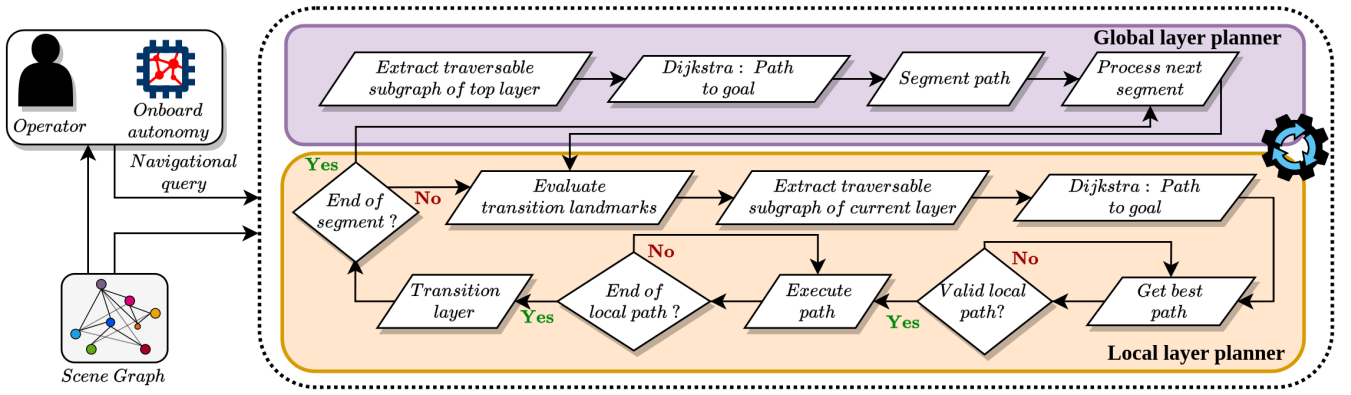 Operator
Onboard
autonomy
Navigational
query
Scene Graph
Global layer planner
Extract traversable
subgraph of top layer
Dijkstra : Path
to goal
Segment path
Process next
segment
Yes
End of
segment ?
No
Evaluate
transition landmarks
Extract traversable
subgraph of current layer
Dijkstra : Path
to goal
Transition
layer
Yes
End of
local path ?
No
Execute
path
Yes
Valid local
path?
No
Get best
path
Local layer planner